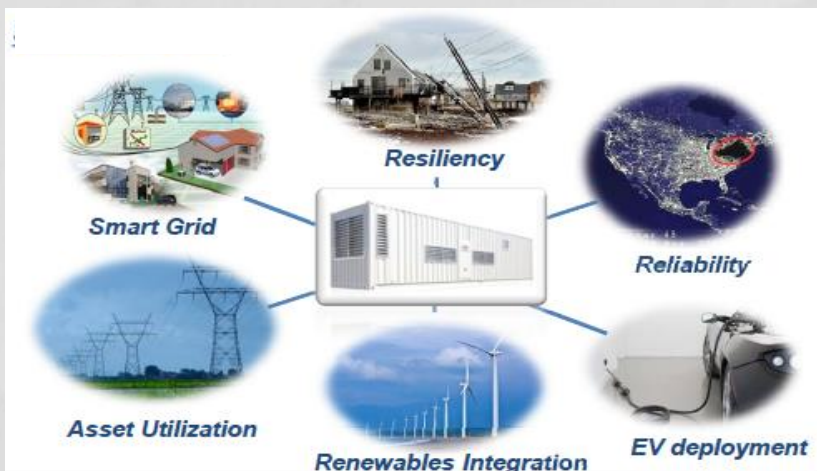 Resiliency
Smart Grid
Reliability
Asset Utilization
Renewables Integration
EV deployment